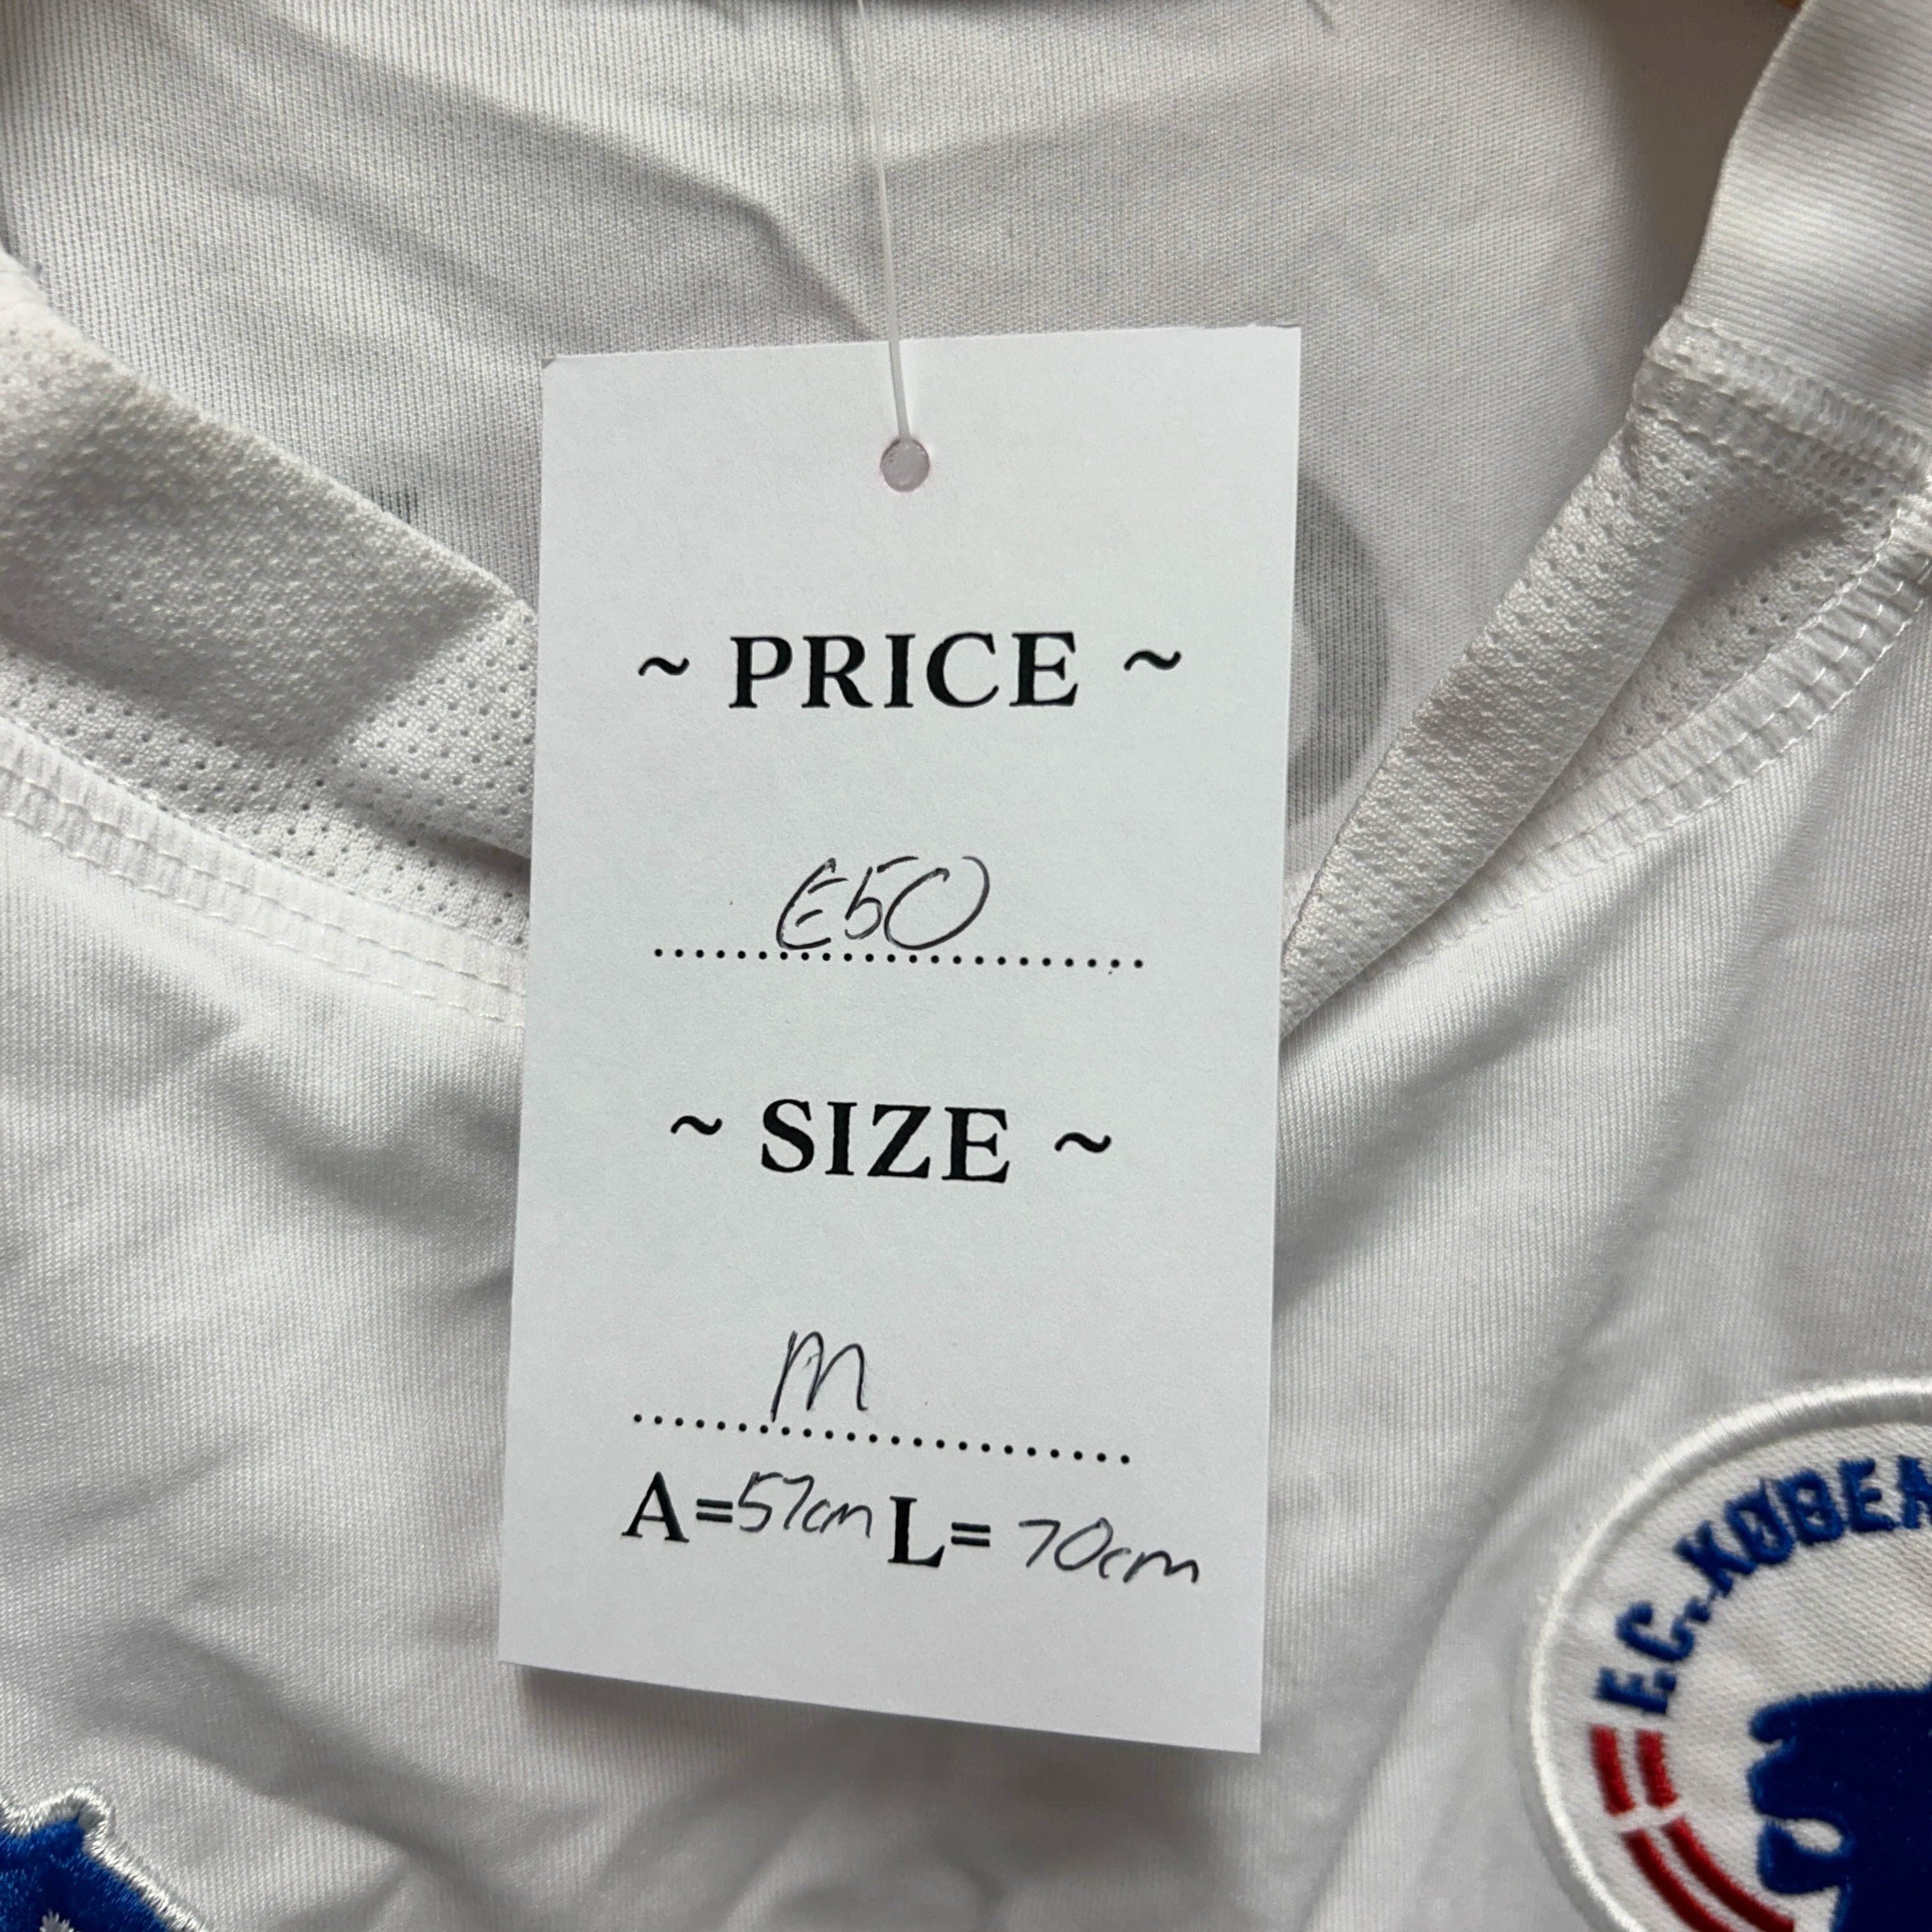 ~ PRICE ~
€50
~ SIZE ~
M
A=57cm L= 70cm
F.C. KØBEN